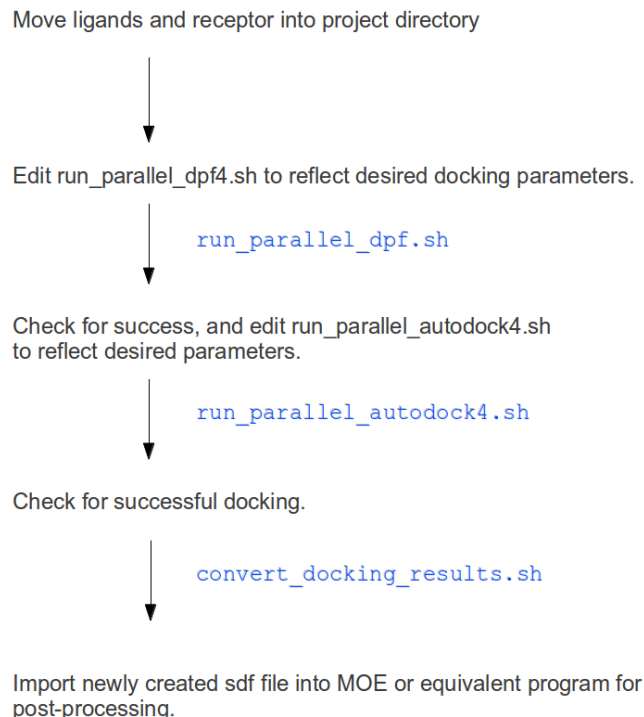 Move ligands and receptor into project directory
Edit run_parallel_dpf4.sh to reflect desired docking parameters.
run_parallel_dpf.sh
Check for success, and edit run_parallel_autodock4.sh
to reflect desired parameters.
run_parallel_autodock4.sh
Check for successful docking.
convert_docking_results.sh
Import newly created sdf file into MOE or equivalent program for
post-processing.